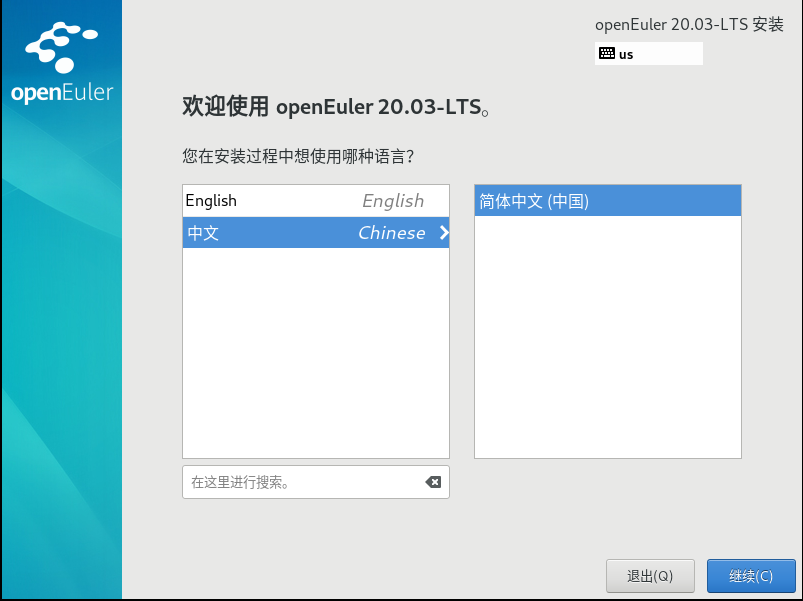 openEuler
openEuler 20.03-LTS 安装
us
欢迎使用 openEuler 20.03-LTS。
您在安装过程中想使用哪种语言?
English English
中文 Chinese
简体中文 (中国)
在这里进行搜索。
退出(Q)
继续(C)